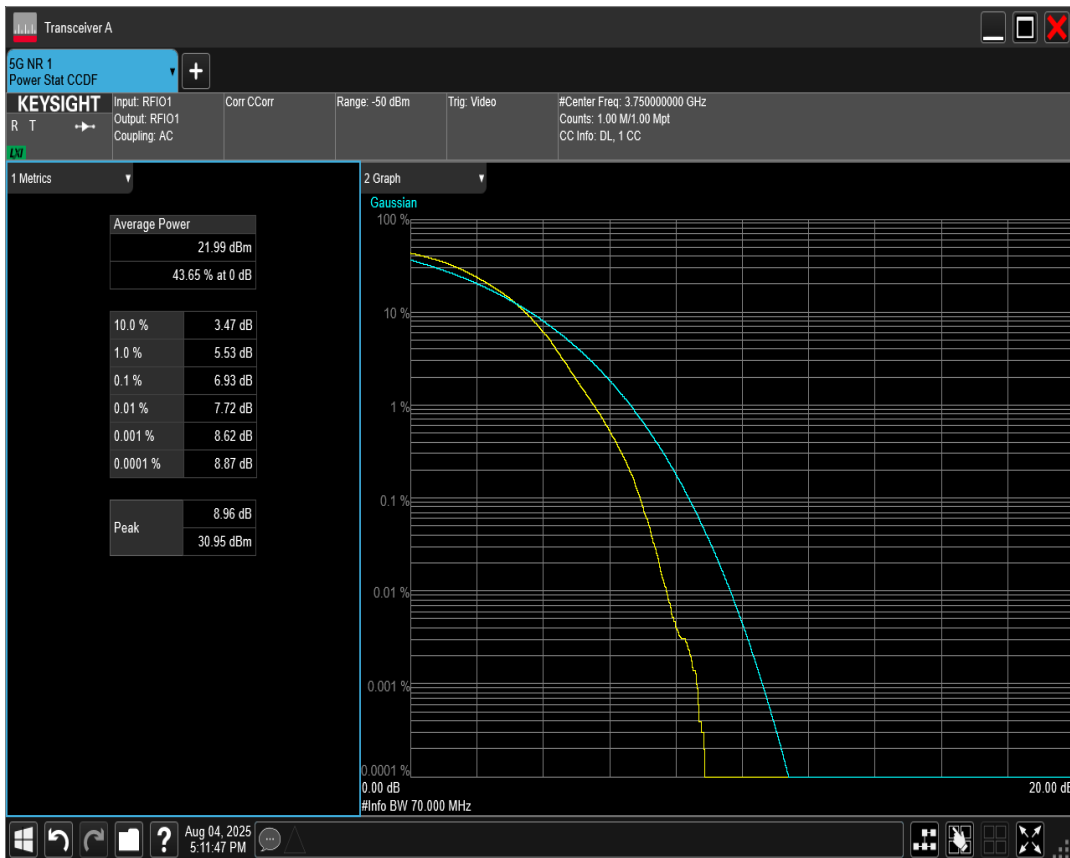 Transceiver A
5G NR 1
Power Stat CCDF
KEYSIGHT
R T
LXI
Input: RFIO1
Output: RFIO1
Coupling: AC
Corr CCorr
Range: -50 dBm
Trig: Video
#Center Freq: 3.750000000 GHz
Counts: 1.00 M/1.00 Mpt
CC Info: DL, 1 CC
1 Metrics
Average Power
21.99 dBm
43.65 % at 0 dB
10.0 % 3.47 dB
1.0 % 5.53 dB
0.1 % 6.93 dB
0.01 % 7.72 dB
0.001 % 8.62 dB
0.0001 % 8.87 dB
Peak
8.96 dB
30.95 dBm
2 Graph
Gaussian
100 %
10 %
1 %
0.1 %
0.01 %
0.001 %
0.0001 %
0.00 dB 20.00 dB
#Info BW 70.000 MHz
Aug 04, 2025
5:11:47 PM